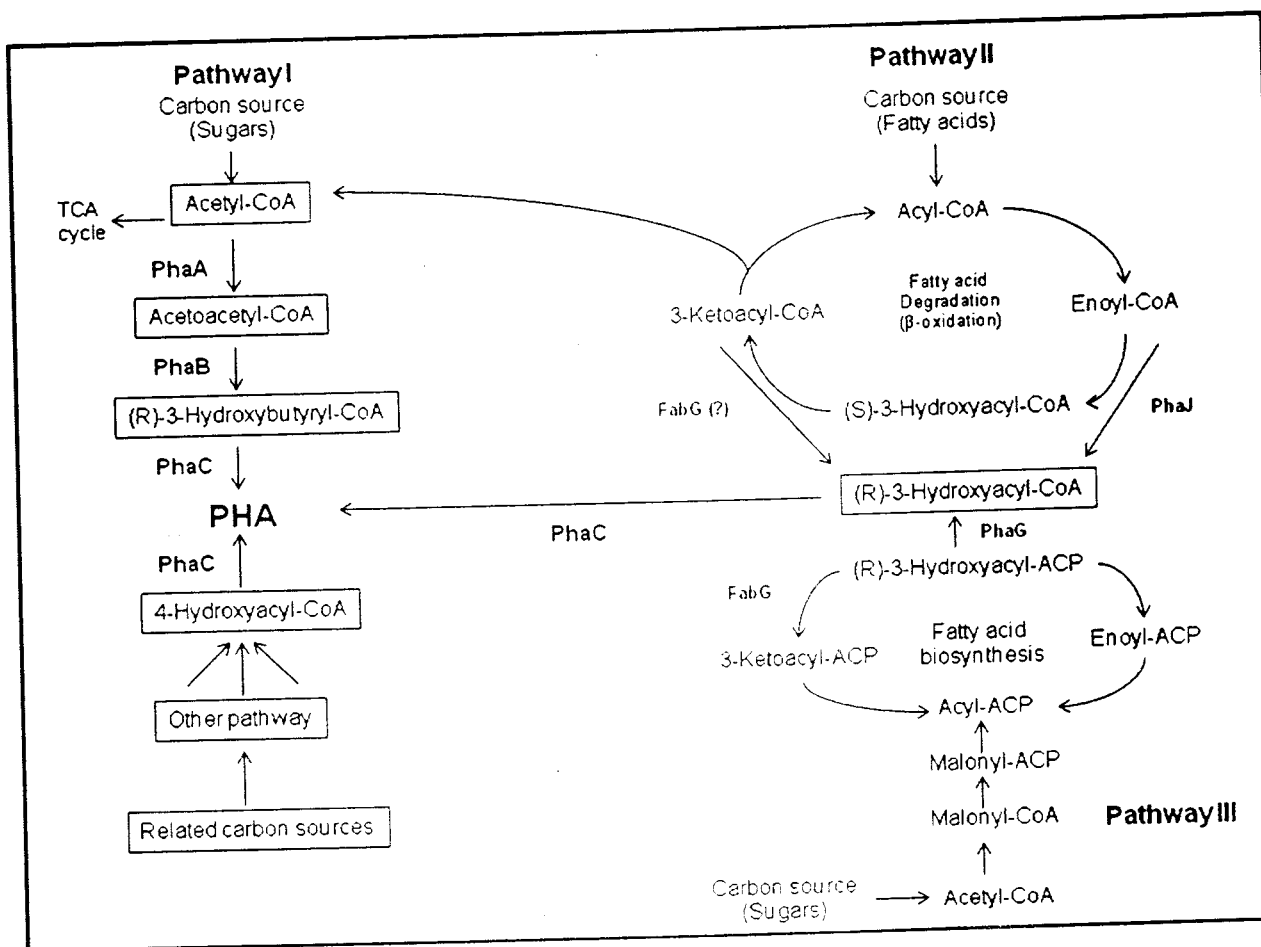 Pathway I
Carbon source
(Sugars)
Acetyl-CoA
TCA
cycle
PhaA
Acetoacetyl-CoA
PhaB
(R)-3-Hydroxybutyryl-CoA
PhaC
PHA
PhaC
4-Hydroxyacyl-CoA
Other pathway
Related carbon sources
Pathway II
Carbon source
(Fatty acids)
Acyl-CoA
3-Ketoacyl-CoA
Fatty acid
Degradation
(β-oxidation)
Enoyl-CoA
FabG (?)
(S)-3-Hydroxyacyl-CoA
PhaJ
(R)-3-Hydroxyacyl-CoA
PhaC
PhaG
(R)-3-Hydroxyacyl-ACP
FabG
3-Ketoacyl-ACP
Fatty acid
biosynthesis
Enoyl-ACP
Acyl-ACP
Malonyl-ACP
Malonyl-CoA
Pathway III
Carbon source
(Sugars)
Acetyl-CoA